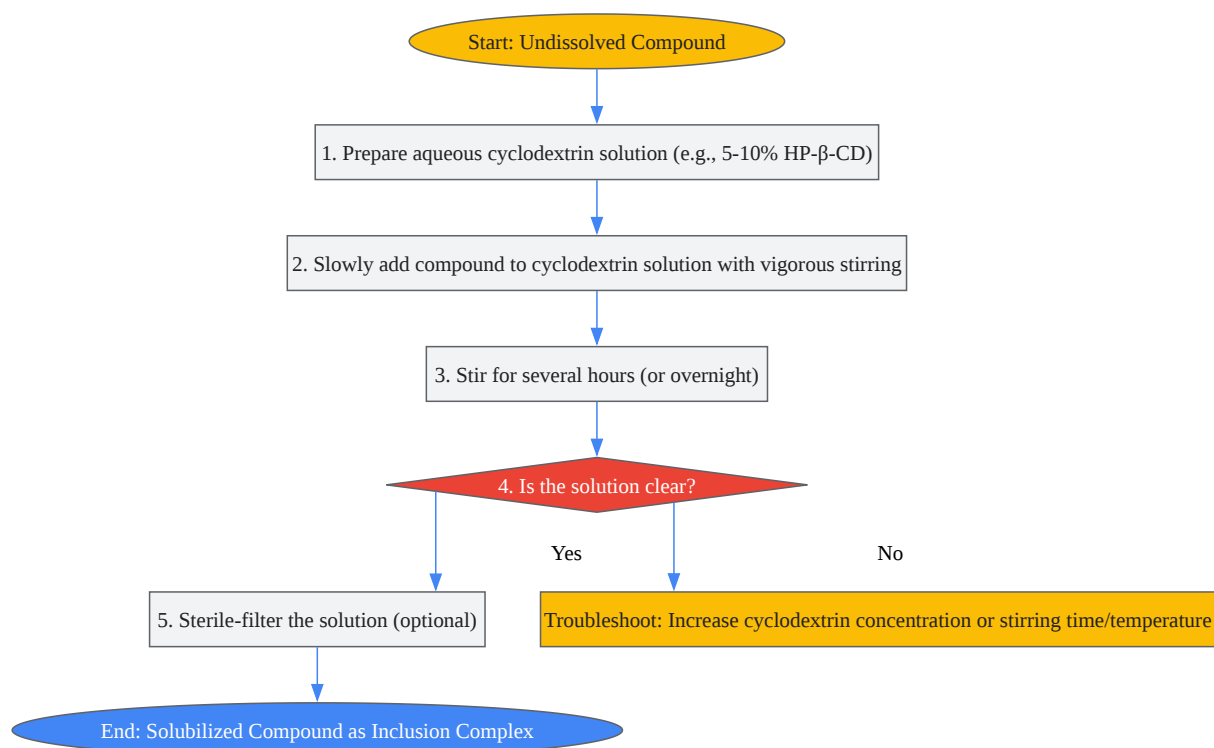 Start: Undissolved Compound
1. Prepare aqueous cyclodextrin solution (e.g., 5-10% HP-β-CD)
2. Slowly add compound to cyclodextrin solution with vigorous stirring
3. Stir for several hours (or overnight)
4. Is the solution clear?
Yes
No
5. Sterile-filter the solution (optional)
Troubleshoot: Increase cyclodextrin concentration or stirring time/temperature
End: Solubilized Compound as Inclusion Complex